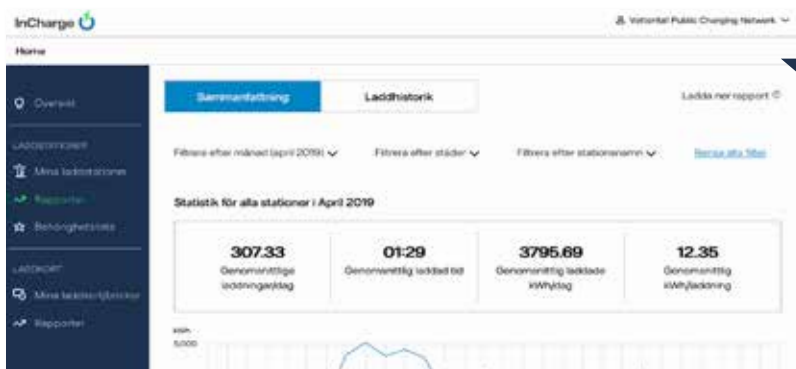 InCharge
Vattenfall Public Charging Network
Home
Översikt
Sammanfattning
Laddhistorik
Ladda ner rapport
LADDSTATIONER
Mina laddstationer
Rapporter
Behörighetslista
Filtrera efter månad (april 2019)
Filtrera efter städer
Filtrera efter stationsnamn
Rensa alla filter
Statistik för alla stationer i April 2019
307.33
Genomsnittliga
laddningar/dag
01:29
Genomsnittlig laddad tid
3795.69
Genomsnittlig laddade
kWh/dag
12.35
Genomsnittlig
kWh/laddning
LADDKORT
Mina laddkort/brickor
Rapporter
kWh
5,000